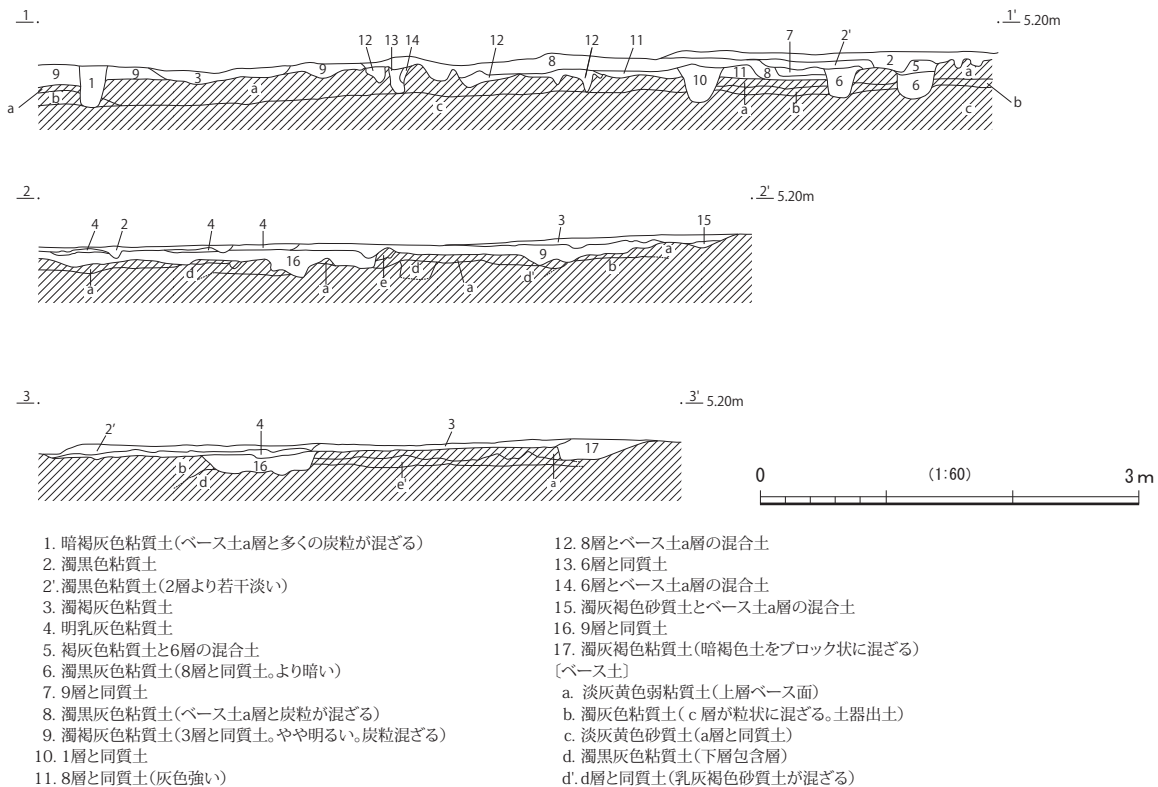 1 . . 1' 5.20m
12 13 14 12 8 12 11 7 2'
9 1 9 3 a 9 10 11 8 6 2 5 6 a
a b c a b c b
2 . . 2' 5.20m
4 2 4 4 3 15
16 9 a
a d a e d a d' b
3 . . 3' 5.20m
2' 4 3 17
b d 16 e' a
0 (1:60) 3m
1. 暗褐灰色粘質土(ベース土a層と多くの炭粒が混ざる)
2. 濁黒色粘質土
2'.濁黒色粘質土(2層より若干淡い)
3. 濁褐灰色粘質土
4. 明乳灰色粘質土
5. 褐灰色粘質土と6層の混合土
6. 濁黒灰色粘質土(8層と同質土。より暗い)
7. 9層と同質土
8. 濁黒灰色粘質土(ベース土a層と炭粒が混ざる)
9. 濁褐灰色粘質土(3層と同質土。やや明るい。炭粒混ざる)
10. 1層と同質土
11. 8層と同質土(灰色強い)
12. 8層とベース土a層の混合土
13. 6層と同質土
14. 6層とベース土a層の混合土
15. 濁灰褐色砂質土とベース土a層の混合土
16. 9層と同質土
17. 濁灰褐色粘質土(暗褐色土をブロック状に混ざる)
〔ベース土〕
a. 淡灰黄色弱粘質土(上層ベース面)
b. 濁灰色粘質土( c 層が粒状に混ざる。土器出土)
c. 淡灰黄色砂質土(a層と同質土)
d. 濁黒灰色粘質土(下層包含層)
d'. d層と同質土(乳灰褐色砂質土が混ざる)